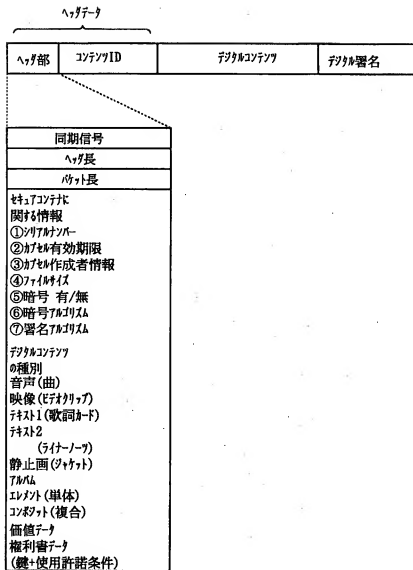 ヘッダデータ
ヘッダ部
コンテンツID
デジタルコンテンツ
デジタル署名
同期信号
ヘッダ長
パケット長
セキュアコンテナに
関する情報
①シリアルナンバー
②カプセル有効期限
③カプセル作成者情報
④ファイルサイズ
⑤暗号 有/無
⑥暗号アルゴリズム
⑦署名アルゴリズム
デジタルコンテンツ
の種別
音声(曲)
映像(ビデオクリップ)
テキスト1(歌詞カード)
テキスト2
(ライナーノーツ)
静止画(ジャケット)
アルバム
エレメント(単体)
コンポジット(複合)
価値データ
権利書データ
(鍵+使用許諾条件)